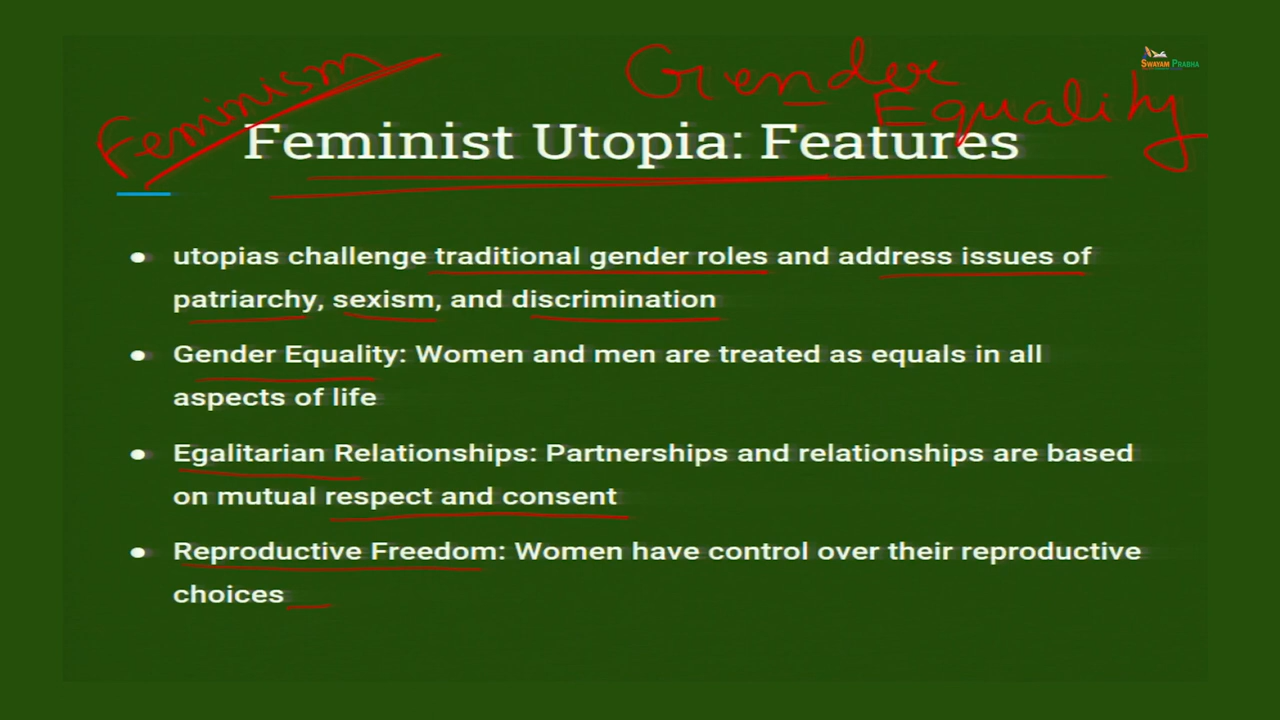 Feminism
Gender
Equality
SWAYAM PRABHA
Feminist Utopia: Features
● utopias challenge traditional gender roles and address issues of
patriarchy, sexism, and discrimination
● Gender Equality: Women and men are treated as equals in all
aspects of life
● Egalitarian Relationships: Partnerships and relationships are based
on mutual respect and consent
● Reproductive Freedom: Women have control over their reproductive
choices